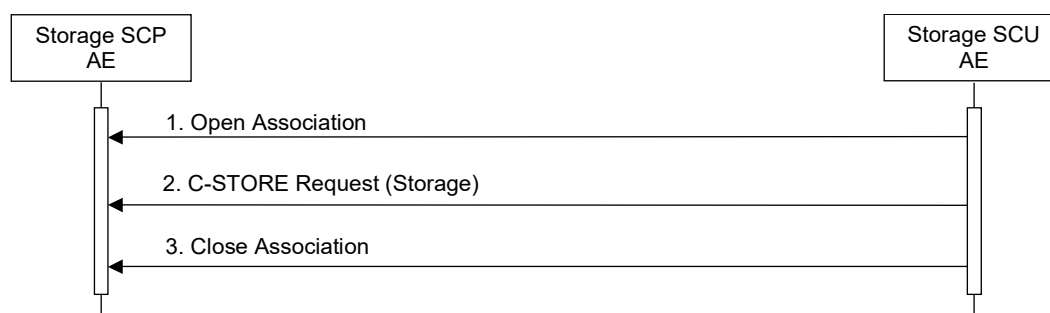 Storage SCP
AE
Storage SCU
AE
1. Open Association
2. C-STORE Request (Storage)
3. Close Association